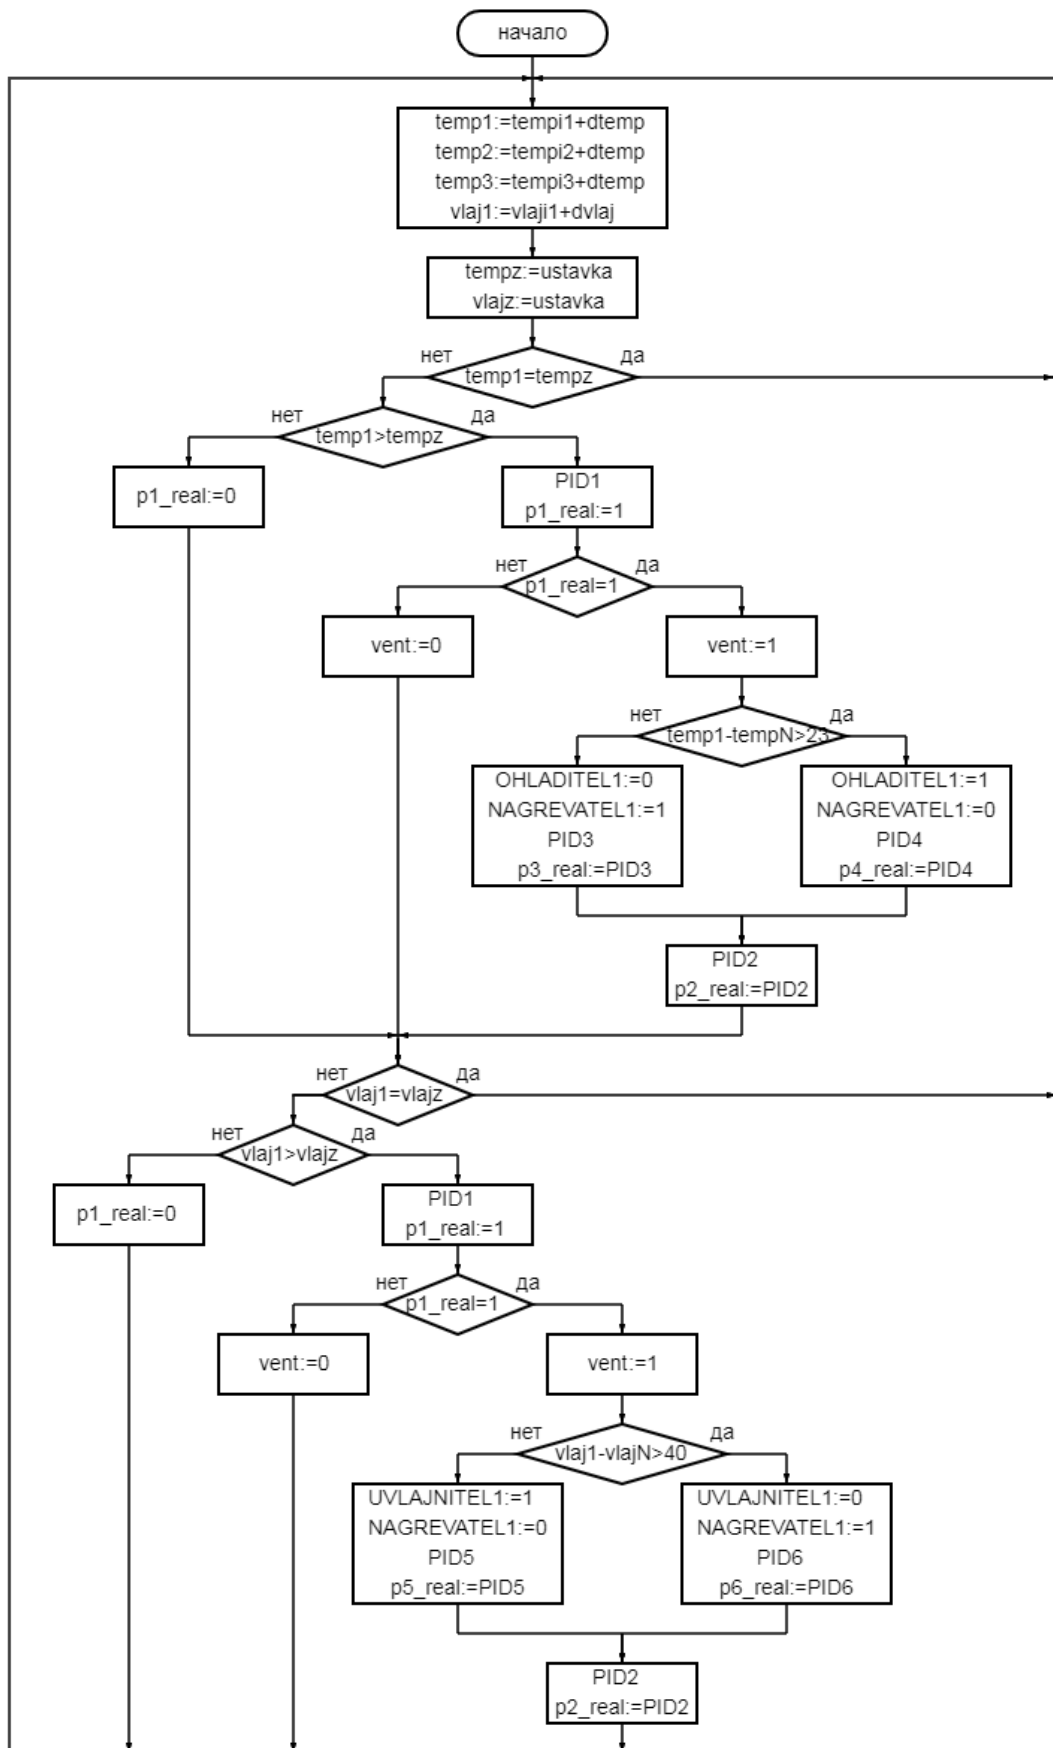 начало
temp1:=tempi1+dtemp
temp2:=tempi2+dtemp
temp3:=tempi3+dtemp
vlaj1:=vlaji1+dvlaj
tempz:=ustavka
vlajz:=ustavka
нет
да
temp1=tempz
нет
да
temp1>tempz
p1_real:=0
PID1
p1_real:=1
нет
да
p1_real=1
vent:=0
vent:=1
нет
да
temp1-tempN>23
OHLADITEL1:=0
NAGREVATEL1:=1
PID3
p3_real:=PID3
OHLADITEL1:=1
NAGREVATEL1:=0
PID4
p4_real:=PID4
PID2
p2_real:=PID2
нет
да
vlaj1=vlajz
нет
да
vlaj1>vlajz
p1_real:=0
PID1
p1_real:=1
нет
да
p1_real=1
vent:=0
vent:=1
нет
да
vlaj1-vlajN>40
UVLAJNITEL1:=1
NAGREVATEL1:=0
PID5
p5_real:=PID5
UVLAJNITEL1:=0
NAGREVATEL1:=1
PID6
p6_real:=PID6
PID2
p2_real:=PID2